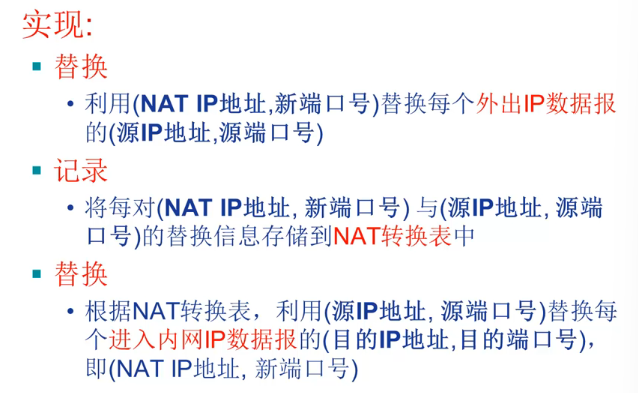 实现:
替换
利用(NAT IP地址,新端口号)替换每个外出IP数据报
的(源IP地址,源端口号)
记录
将每对(NAT IP地址, 新端口号) 与(源IP地址, 源端
口号)的替换信息存储到NAT转换表中
替换
根据NAT转换表，利用(源IP地址, 源端口号)替换每
个进入内网IP数据报的(目的IP地址,目的端口号)，
即(NAT IP地址, 新端口号)